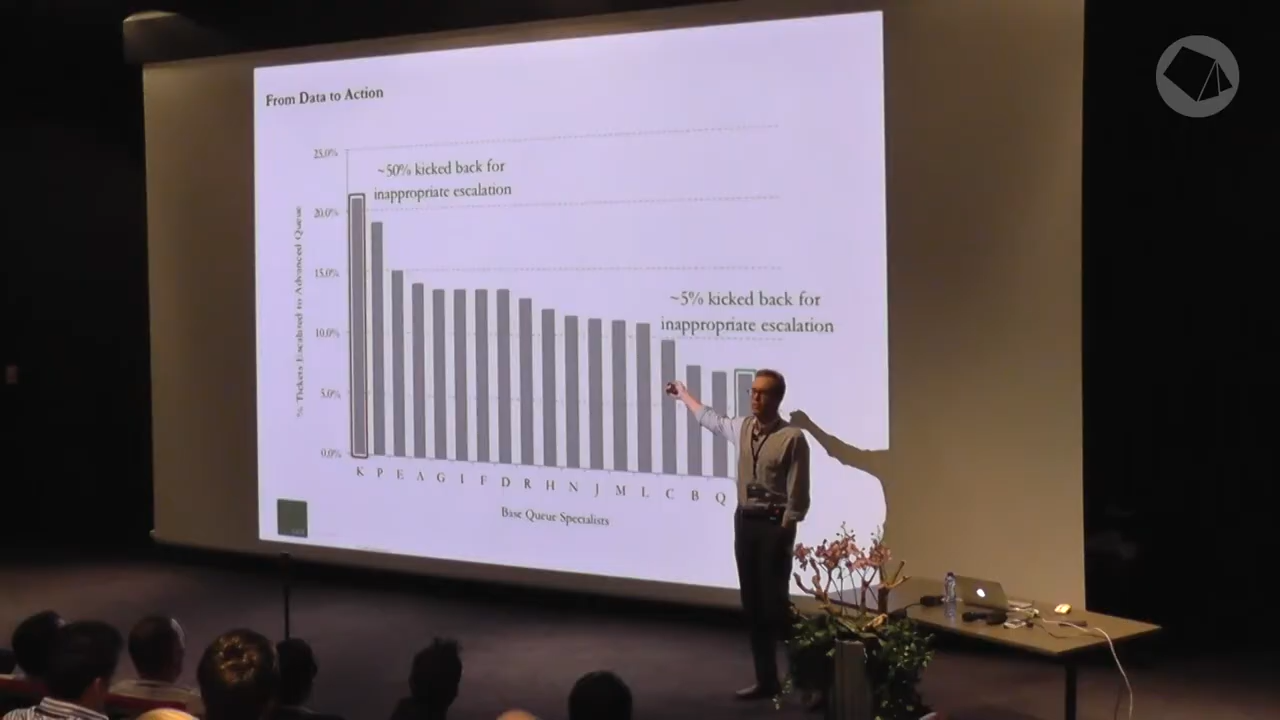 From Data to Action
~50% kicked back for
inappropriate escalation
~5% kicked back for
inappropriate escalation
% Tickets Escalated to Advanced Queue
25.0%
20.0%
15.0%
10.0%
5.0%
0.0%
K P E A G I F D R H N J M L C B Q
Base Queue Specialists